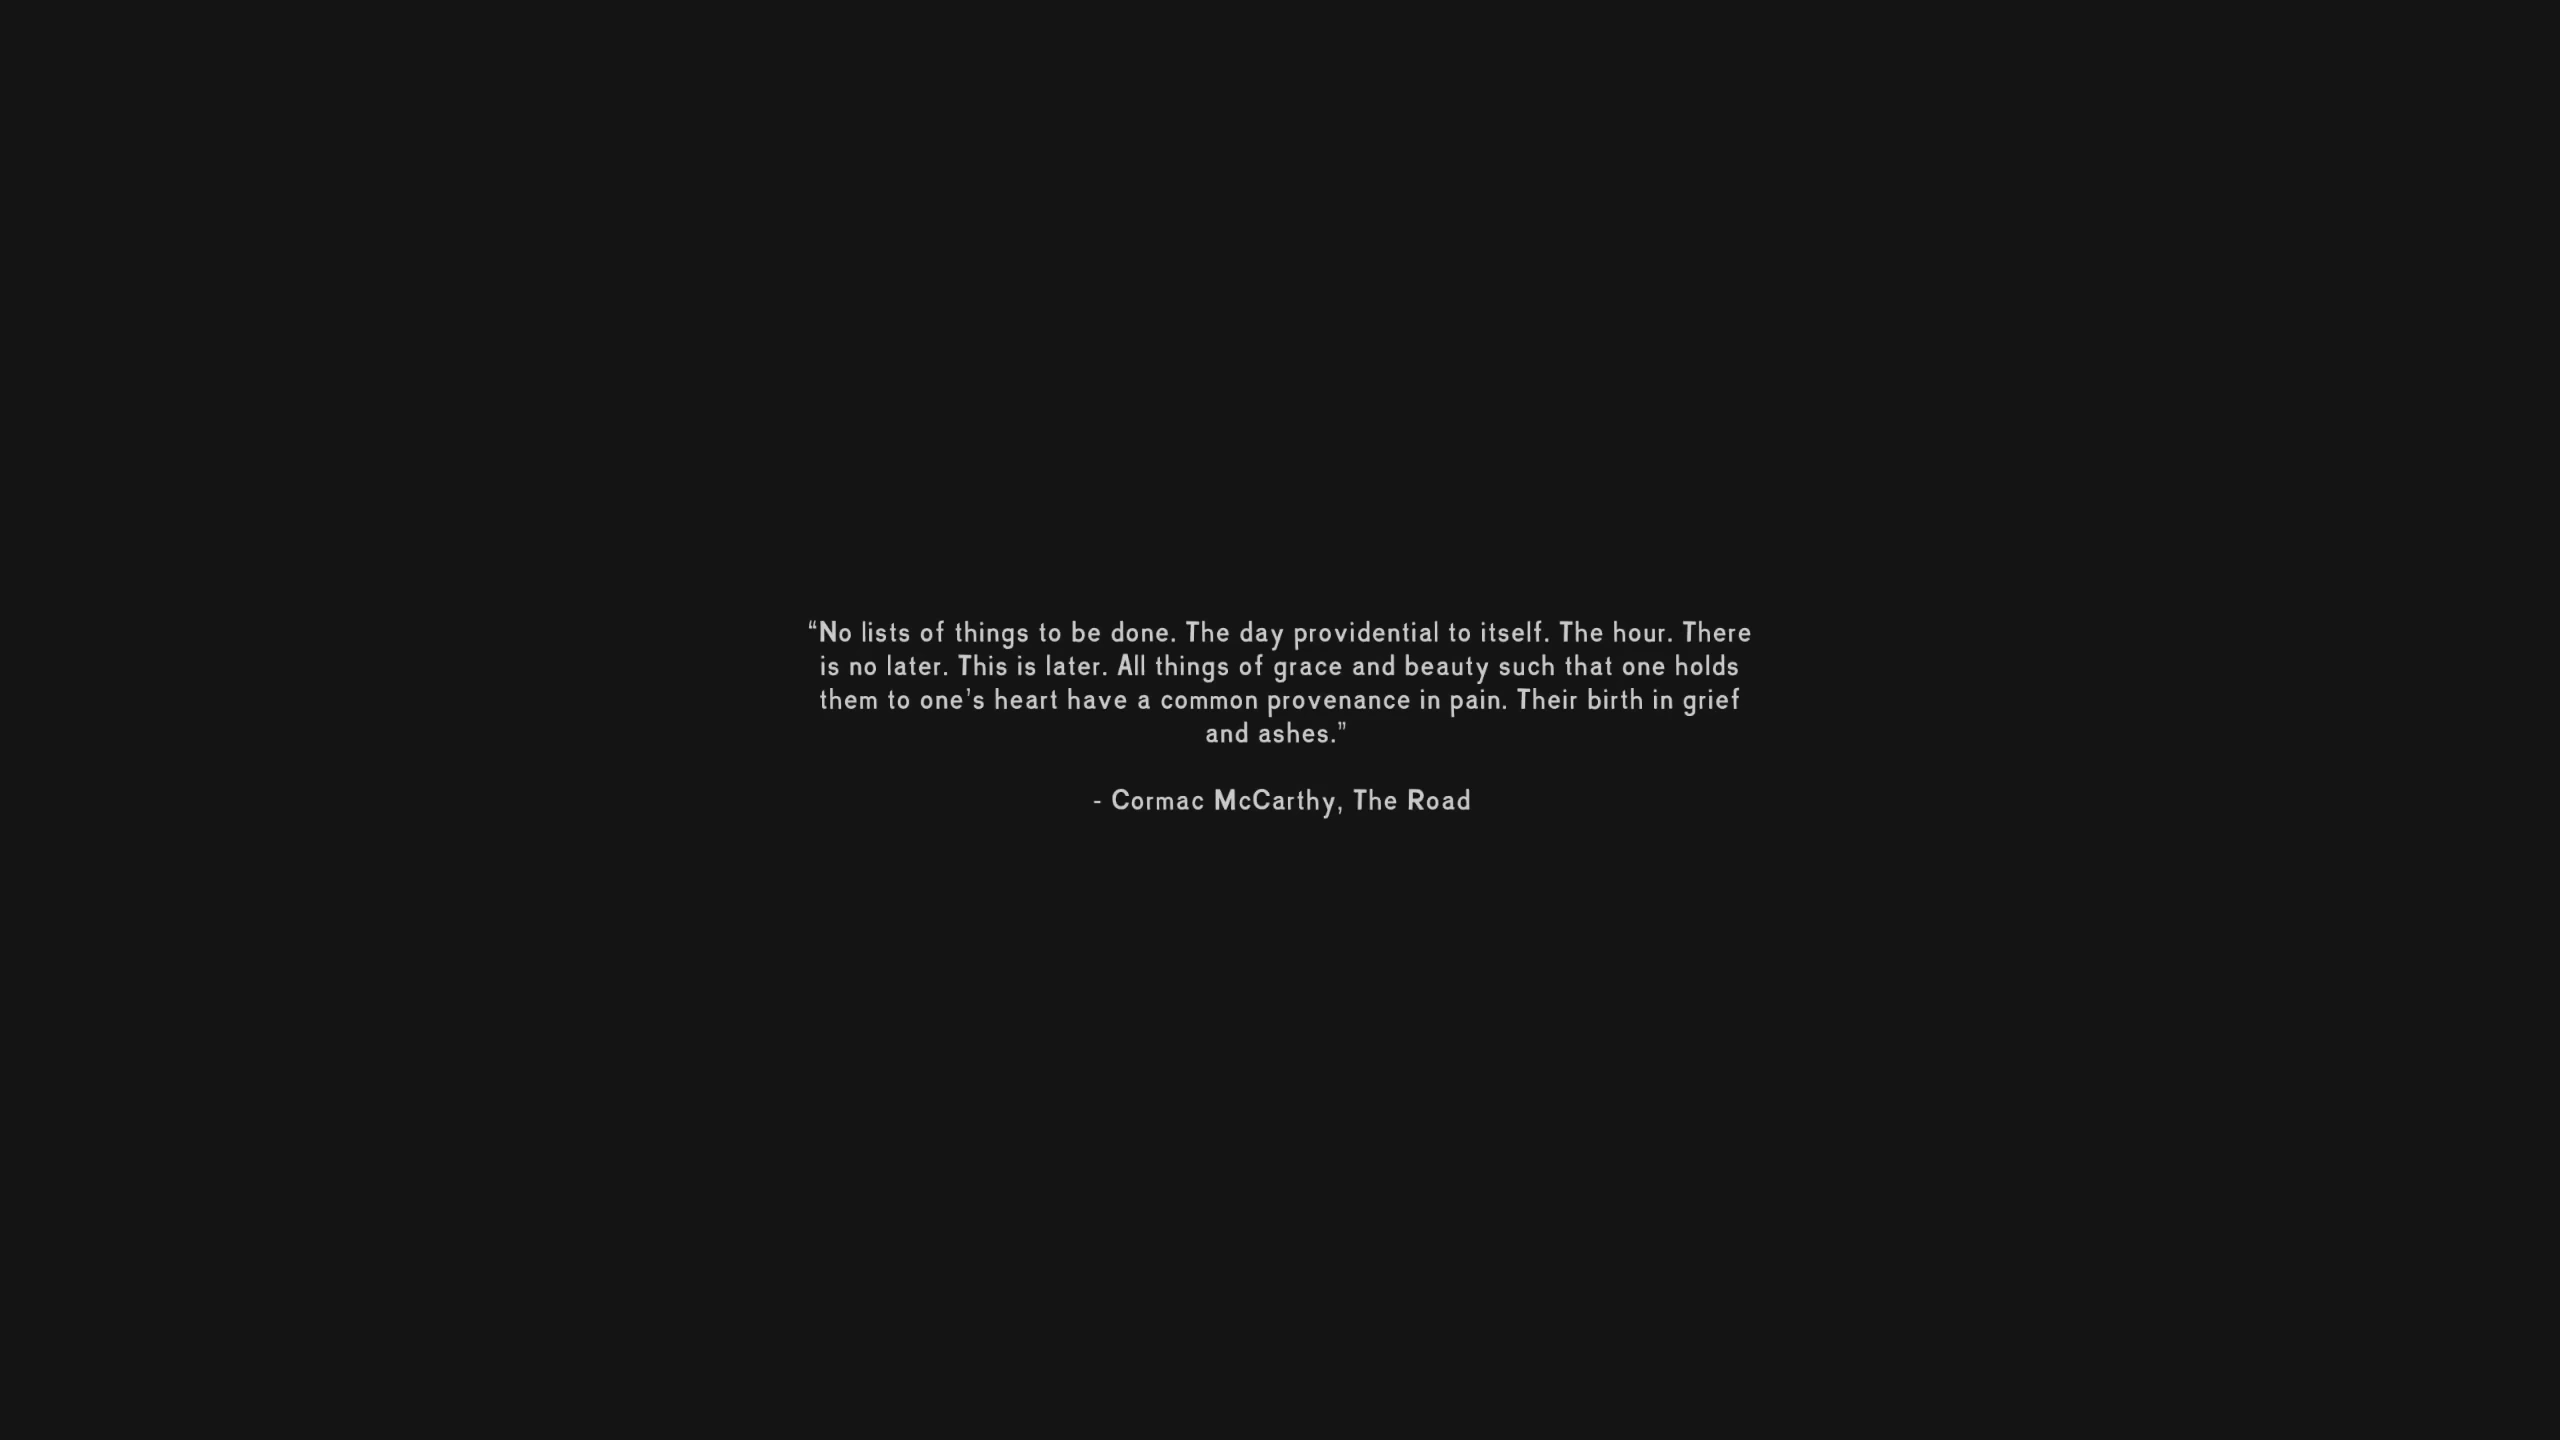 “No lists of things to be done. The day providential to itself. The hour. There
is no later. This is later. All things of grace and beauty such that one holds
them to one’s heart have a common provenance in pain. Their birth in grief
and ashes.”
- Cormac McCarthy, The Road